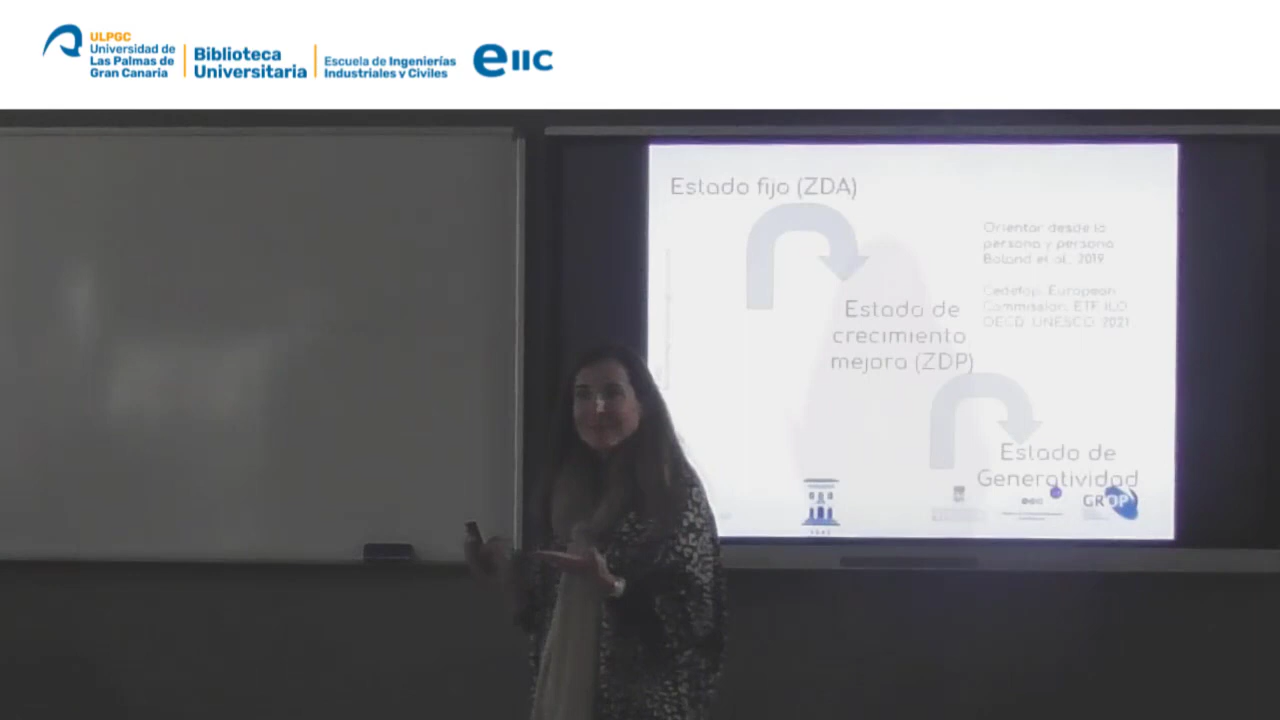 ULPGC
Universidad de
Las Palmas de
Gran Canaria
Biblioteca
Universitaria
Escuela de Ingenierías
Industriales y Civiles
eiic
Estado fijo (ZDA)
Orientar desde la
persona y persona
Boland et al., 2019
Cedefop, European
Commission, ETF, ILO,
OECD, UNESCO, 2021
Estado de
crecimiento
mejora (ZDP)
Estado de
Generatividad
GROP